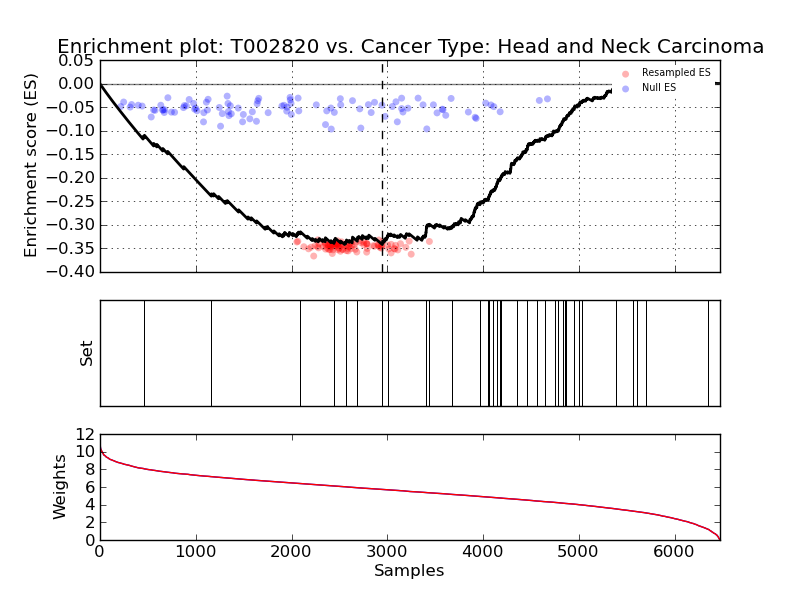 Enrichment plot: T002820 vs. Cancer Type: Head and Neck Carcinoma
Enrichment score (ES)
0.05
0.00
−0.05
−0.10
−0.15
−0.20
−0.25
−0.30
−0.35
−0.40
Resampled ES
Null ES
Set
Weights
12
10
8
6
4
2
0
0 1000 2000 3000 4000 5000 6000
Samples